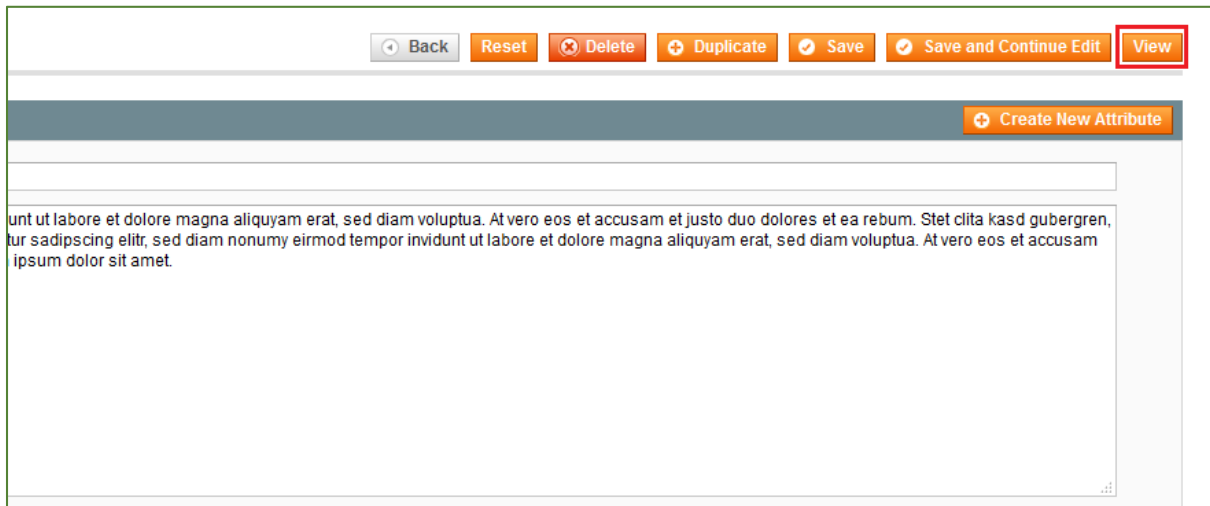 Back Reset Delete Duplicate Save Save and Continue Edit View
Create New Attribute
unt ut labore et dolore magna aliquyam erat, sed diam voluptua. At vero eos et accusam et justo duo dolores et ea rebum. Stet clita kasd gubergren,
tur sadipscing elitr, sed diam nonumy eirmod tempor invidunt ut labore et dolore magna aliquyam erat, sed diam voluptua. At vero eos et accusam
ipsum dolor sit amet.